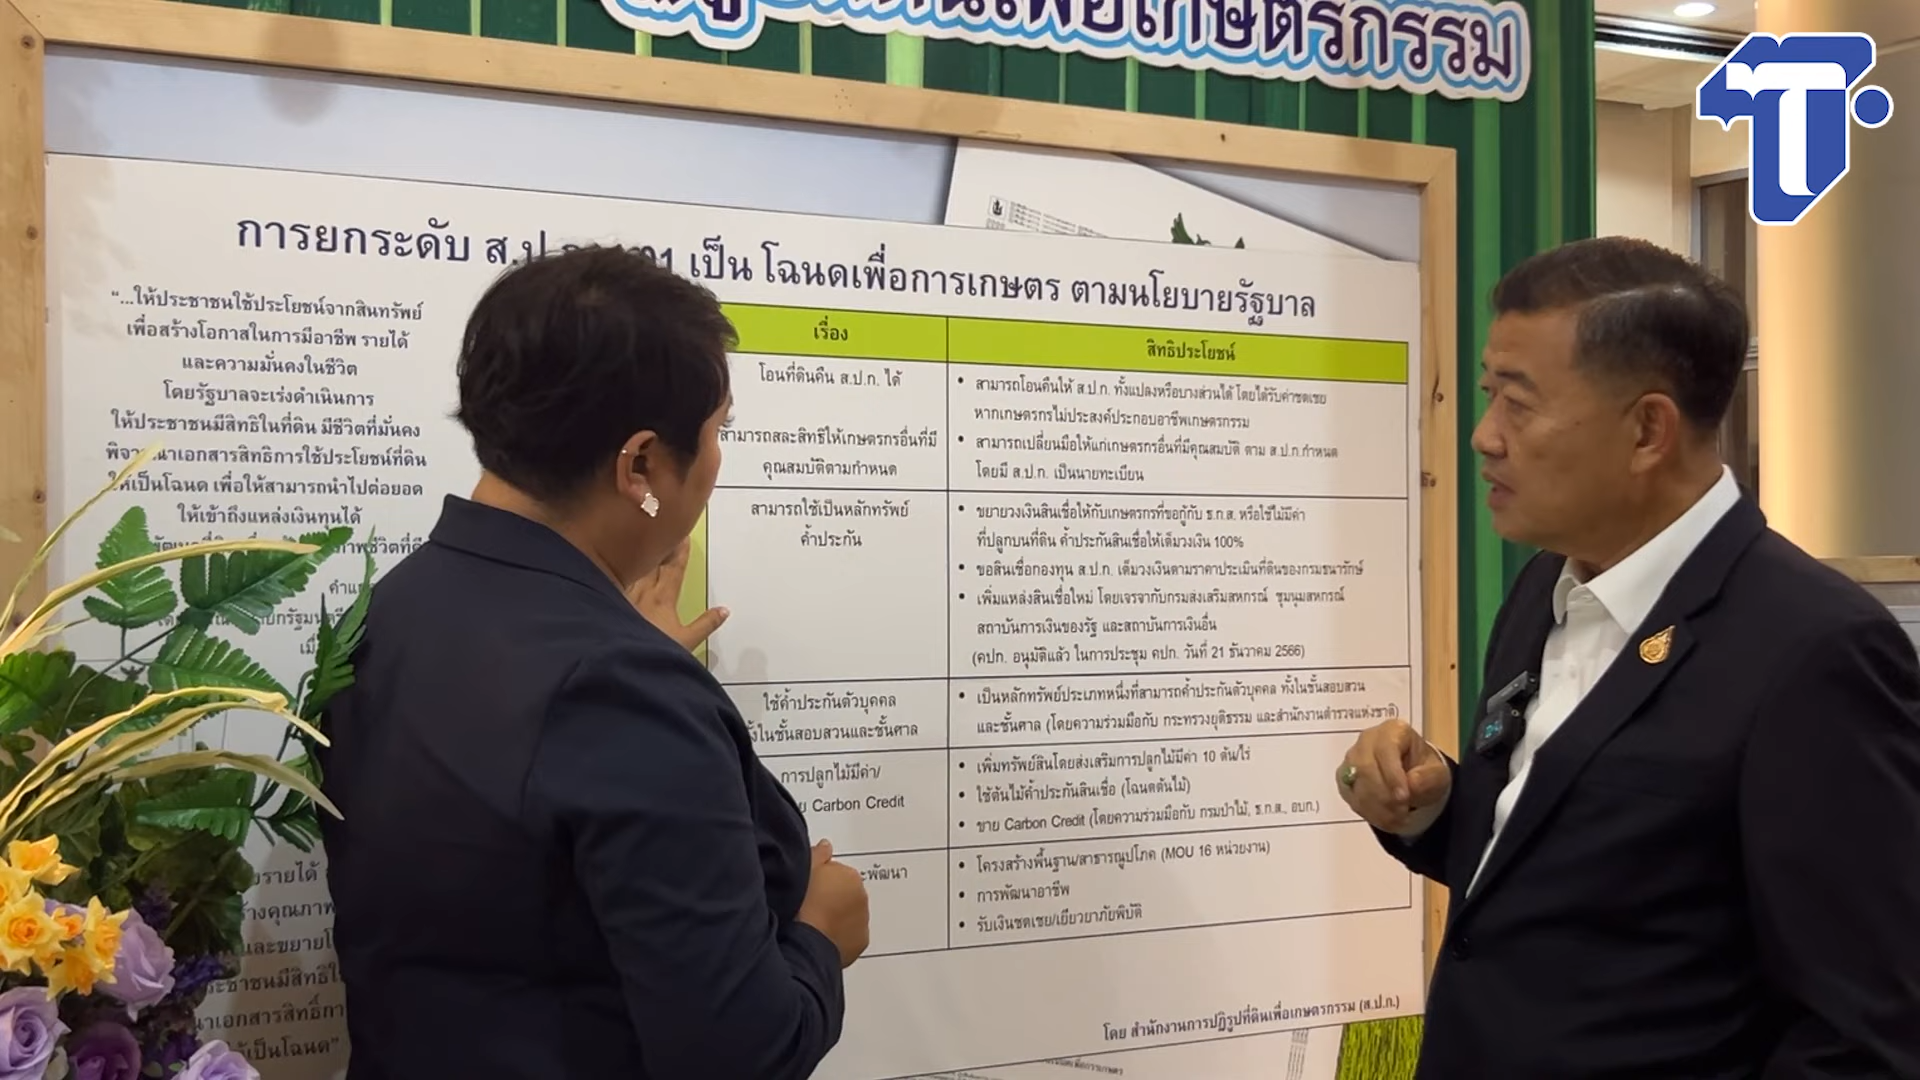 เพื่อเกษตรกรรม
T
การยกระดับ ส.ป. 01 เป็น โฉนดเพื่อการเกษตร ตามนโยบายรัฐบาล
“...ให้ประชาชนใช้ประโยชน์จากสินทรัพย์
เพื่อสร้างโอกาสในการมีอาชีพ รายได้
และความมั่นคงในชีวิต
โดยรัฐบาลจะเร่งดำเนินการ
ให้ประชาชนมีสิทธิในที่ดิน มีชีวิตที่มั่นคง
พิจารณาเอกสารสิทธิการใช้ประโยชน์ที่ดิน
ให้เป็นโฉนด เพื่อให้สามารถนำไปต่อยอด
ให้เข้าถึงแหล่งเงินทุนได้
เรื่อง
สิทธิประโยชน์
โอนที่ดินคืน ส.ป.ก. ได้
สามารถสละสิทธิให้เกษตรกรอื่นที่มี
คุณสมบัติตามกำหนด
• สามารถโอนคืนให้ ส.ป.ก. ทั้งแปลงหรือบางส่วนได้ โดยได้รับค่าชดเชย
หากเกษตรกรไม่ประสงค์ประกอบอาชีพเกษตรกรรม
• สามารถเปลี่ยนมือให้แก่เกษตรกรอื่นที่มีคุณสมบัติ ตาม ส.ป.ก.กำหนด
โดยมี ส.ป.ก. เป็นนายทะเบียน
สามารถใช้เป็นหลักทรัพย์
ค้ำประกัน
• ขยายวงเงินสินเชื่อให้กับเกษตรกรที่ขอกู้กับ ธ.ก.ส. หรือใช้ไม้มีค่า
ที่ปลูกบนที่ดิน ค้ำประกันสินเชื่อให้เต็มวงเงิน 100%
• ขอสินเชื่อกองทุน ส.ป.ก. เต็มวงเงินตามราคาประเมินที่ดินของกรมธนารักษ์
• เพิ่มแหล่งสินเชื่อใหม่ โดยเจรจากับกรมส่งเสริมสหกรณ์ ชุมนุมสหกรณ์
สถาบันการเงินของรัฐ และสถาบันการเงินอื่น
(คปก. อนุมัติแล้ว ในการประชุม คปก. วันที่ 21 ธันวาคม 2566)
ใช้ค้ำประกันตัวบุคคล
ทั้งในชั้นสอบสวนและชั้นศาล
• เป็นหลักทรัพย์ประเภทหนึ่งที่สามารถค้ำประกันตัวบุคคล ทั้งในชั้นสอบสวน
และชั้นศาล (โดยความร่วมมือกับ กระทรวงยุติธรรม และสำนักงานตำรวจแห่งชาติ)
การปลูกไม้มีค่า/
Carbon Credit
• เพิ่มทรัพย์สินโดยส่งเสริมการปลูกไม้มีค่า 10 ต้น/ไร่
• ใช้ต้นไม้ค้ำประกันสินเชื่อ (โฉนดต้นไม้)
• ขาย Carbon Credit (โดยความร่วมมือกับ กรมป่าไม้, ธ.ก.ส., อบก.)
พัฒนา
• โครงสร้างพื้นฐาน/สาธารณูปโภค (MOU 16 หน่วยงาน)
• การพัฒนาอาชีพ
• รับเงินชดเชย/เยียวยาภัยพิบัติ
รายได้
และขยาย
ให้เป็นโฉนด”
โดย สำนักงานการปฏิรูปที่ดินเพื่อเกษตรกรรม (ส.ป.ก.)